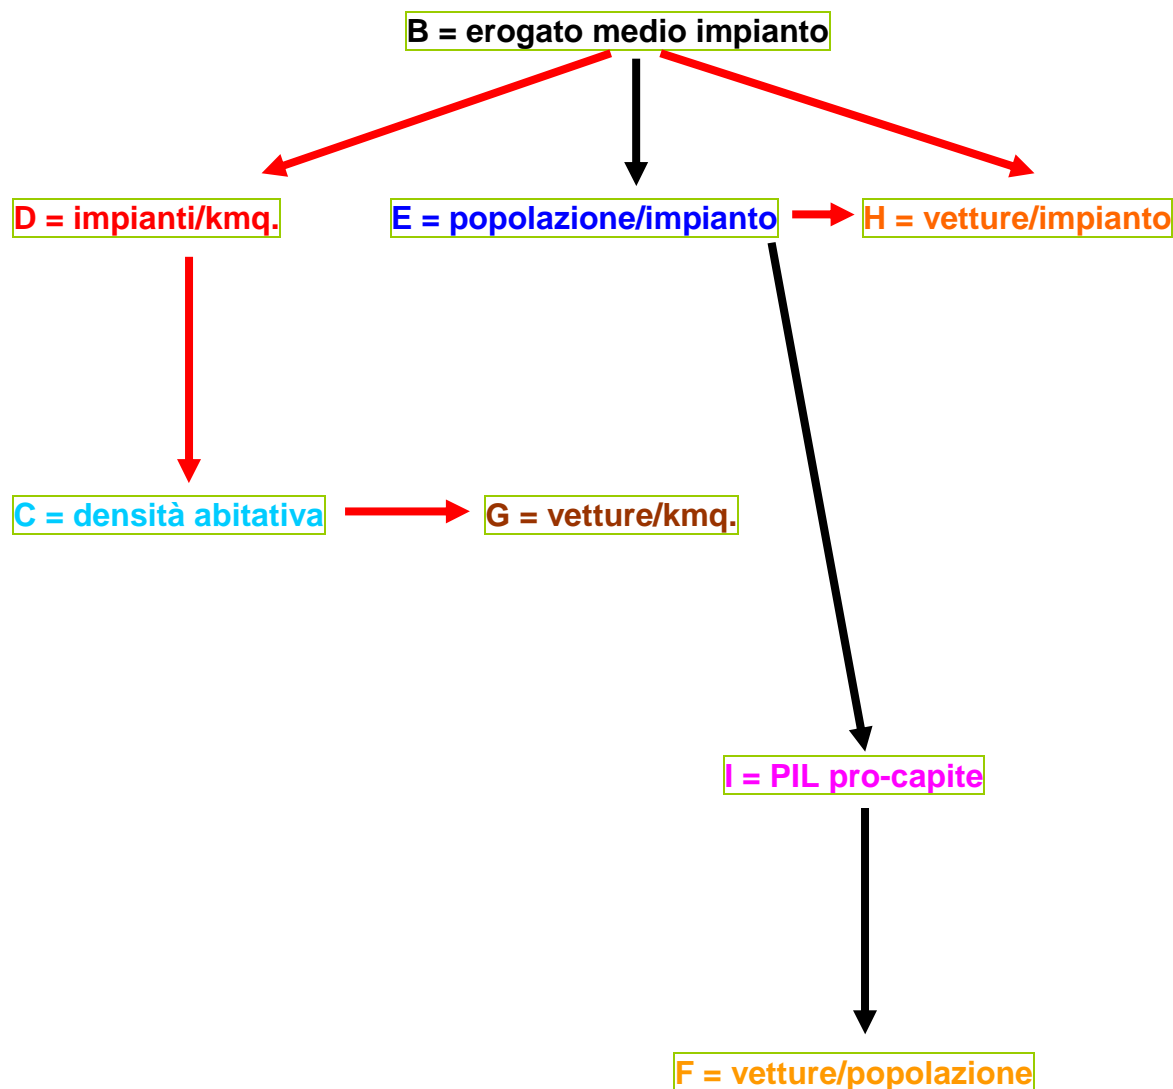 B = erogato medio impianto
D = impianti/kmq.
E = popolazione/impianto
H = vetture/impianto
C = densità abitativa
G = vetture/kmq.
I = PIL pro-capite
F = vetture/popolazione